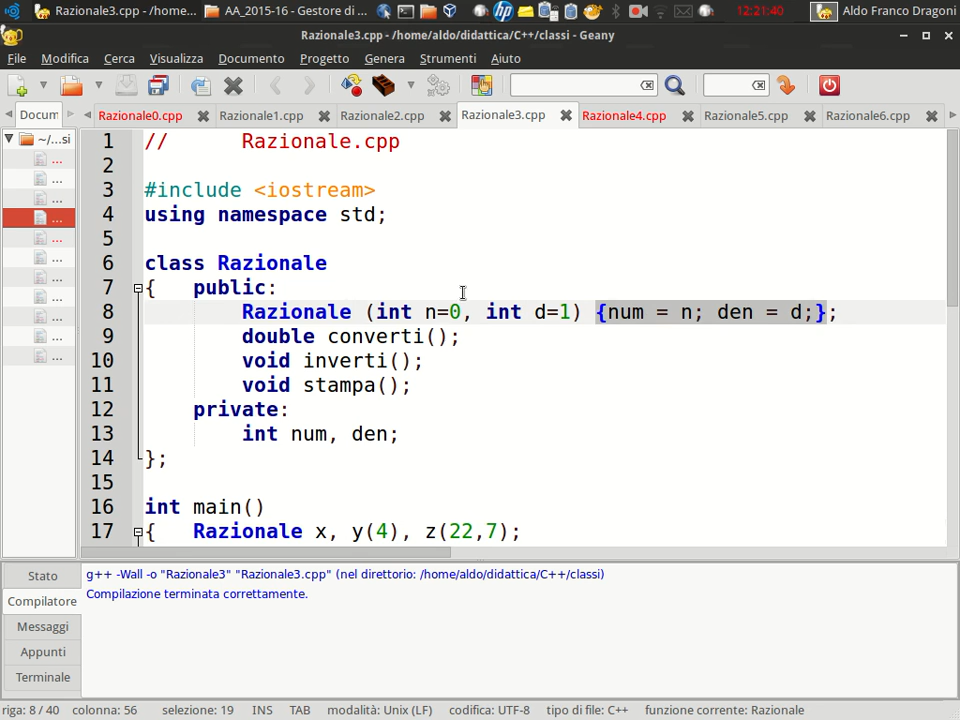 Razionale3.cpp - /home...
AA_2015-16 - Gestore di ...
12:21:40
Aldo Franco Dragoni
Razionale3.cpp - /home/aldo/didattica/C++/classi - Geany
File Modifica Cerca Visualizza Documento Progetto Genera Strumenti Aiuto
Docum
Razionale0.cpp Razionale1.cpp Razionale2.cpp Razionale3.cpp Razionale4.cpp Razionale5.cpp Razionale6.cpp
~/...si
...
...
...
...
...
...
...
...
...
...
...
1 // Razionale.cpp
2
3 #include <iostream>
4 using namespace std;
5
6 class Razionale
7 { public:
8 Razionale (int n=0, int d=1) {num = n; den = d;};
9 double converti();
10 void inverti();
11 void stampa();
12 private:
13 int num, den;
14 };
15
16 int main()
17 { Razionale x, y(4), z(22,7);
Stato
Compilatore
Messaggi
Appunti
Terminale
g++ -Wall -o "Razionale3" "Razionale3.cpp" (nel direttorio: /home/aldo/didattica/C++/classi)
Compilazione terminata correttamente.
riga: 8 / 40 colonna: 56 selezione: 19 INS TAB modalità: Unix (LF) codifica: UTF-8 tipo di file: C++ funzione corrente: Razionale